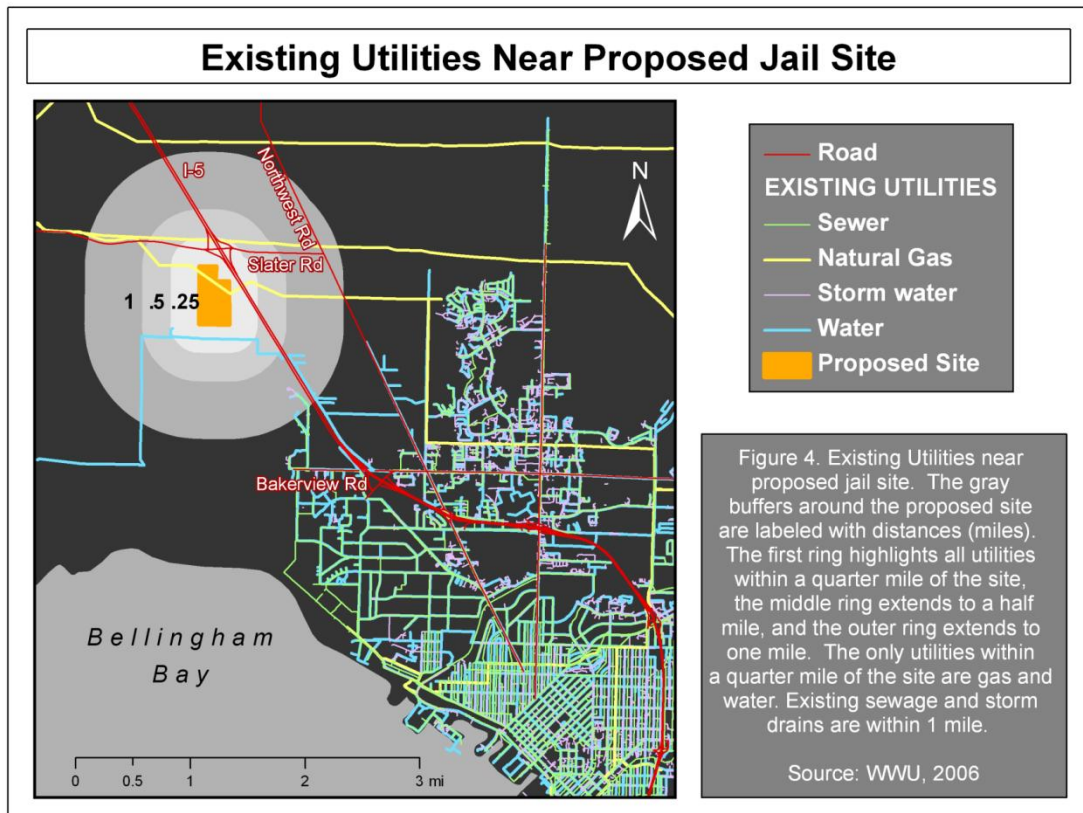 Existing Utilities Near Proposed Jail Site
I-5
Northwest Rd
N
Slater Rd
1 .5 .25
Bakerview Rd
Bellingham
Bay
0 0.5 1 2 3 mi
Road
EXISTING UTILITIES
Sewer
Natural Gas
Storm water
Water
Proposed Site
Figure 4. Existing Utilities near
proposed jail site. The gray
buffers around the proposed site
are labeled with distances (miles).
The first ring highlights all utilities
within a quarter mile of the site,
the middle ring extends to a half
mile, and the outer ring extends to
one mile. The only utilities within
a quarter mile of the site are gas and
water. Existing sewage and storm
drains are within 1 mile.
Source: WWU, 2006